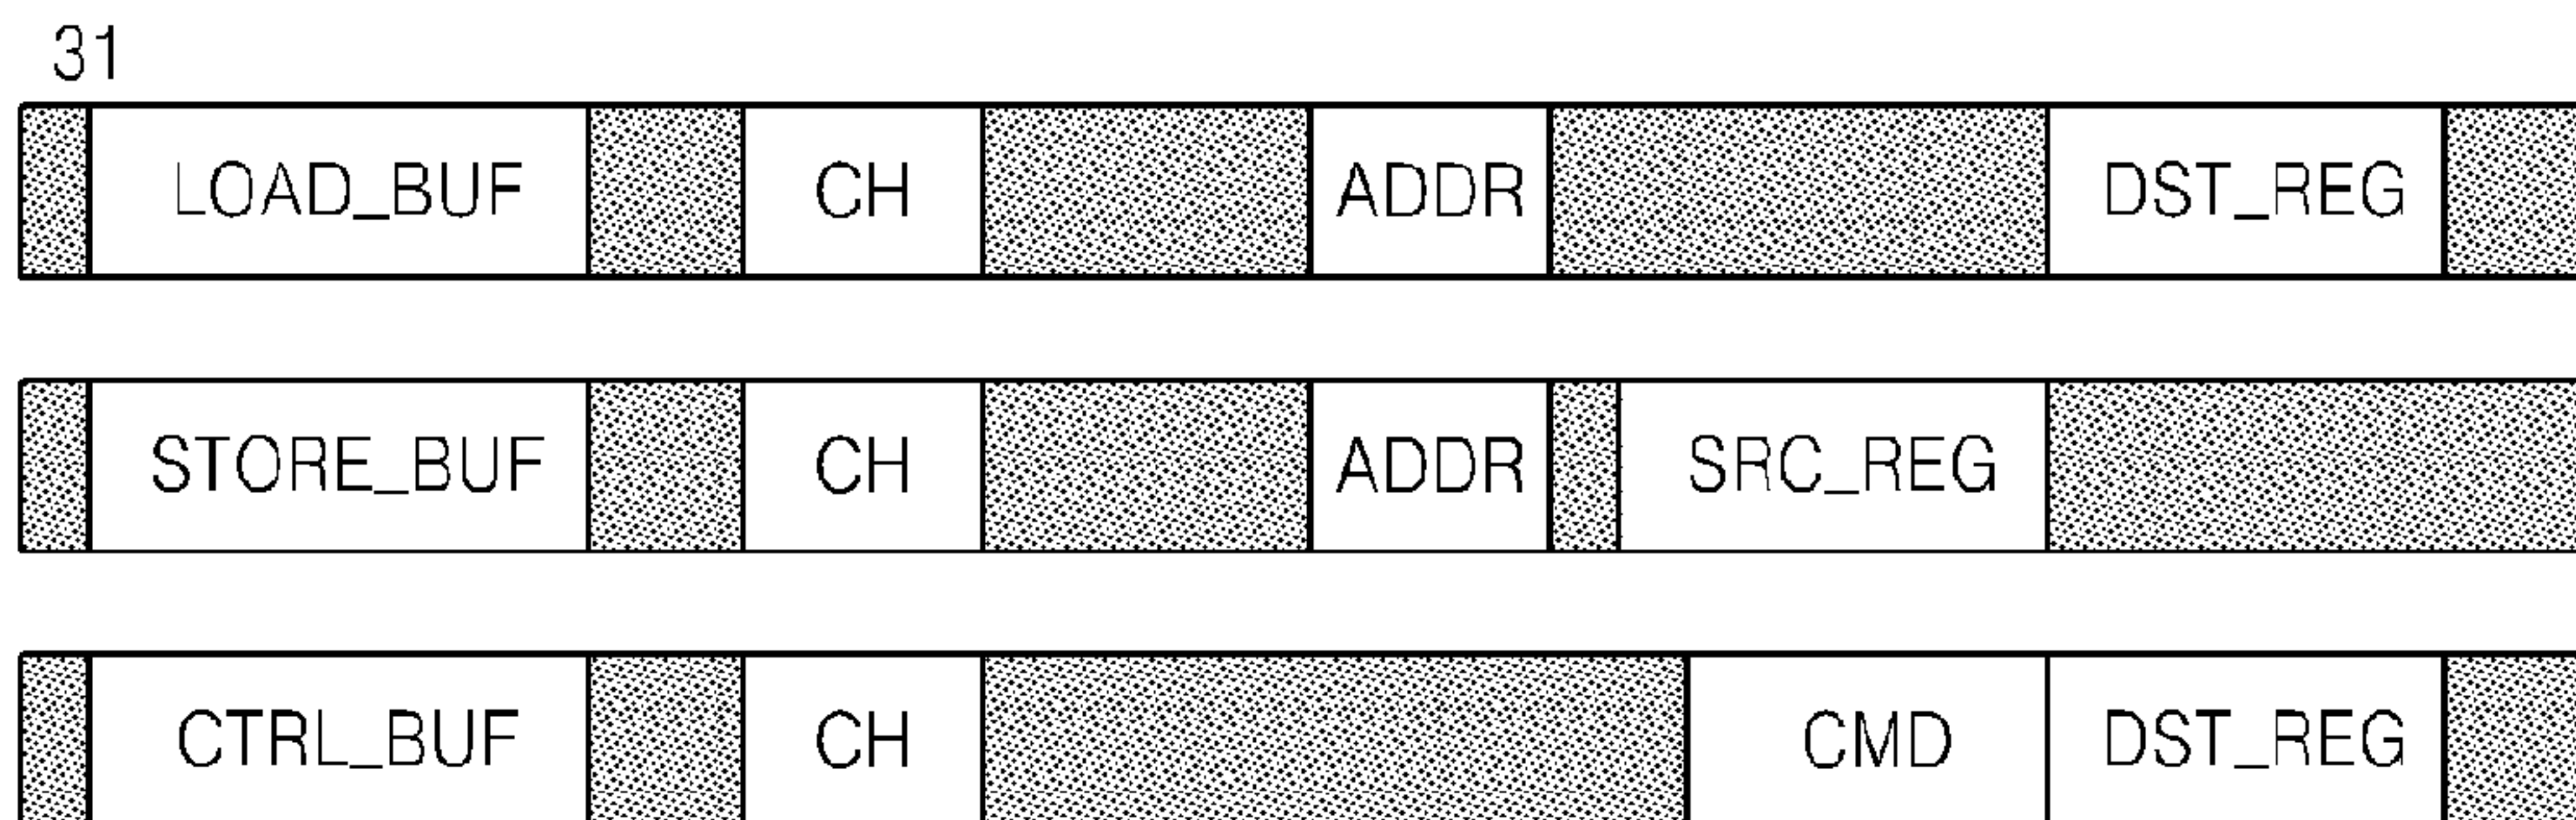 31
LOAD_BUF CH ADDR DST_REG
STORE_BUF CH ADDR SRC_REG
CTRL_BUF CH CMD DST_REG